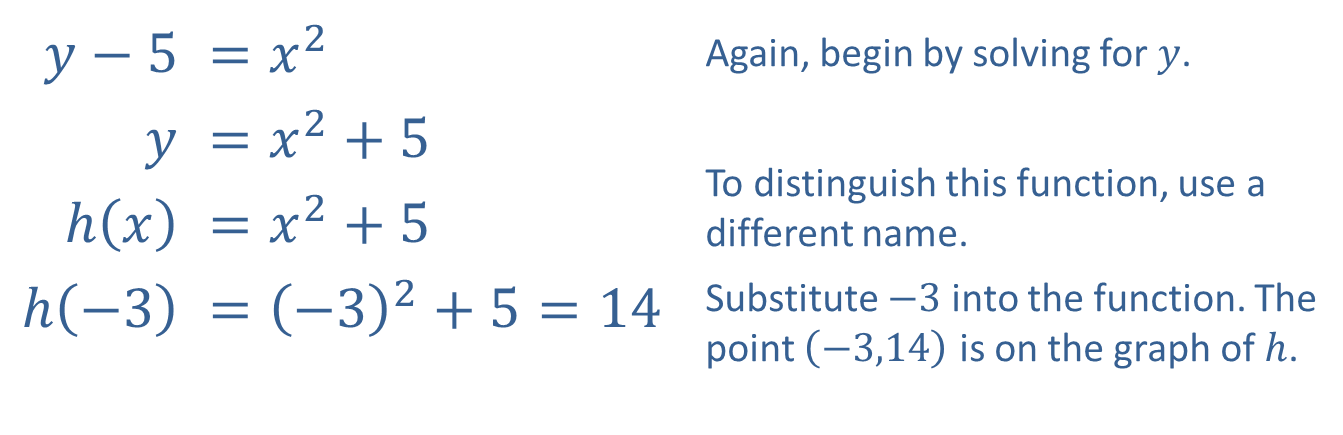 y − 5 = x² Again, begin by solving for y.
y = x² + 5
h(x) = x² + 5 To distinguish this function, use a
different name.
h(−3) = (−3)² + 5 = 14 Substitute −3 into the function. The
point (−3,14) is on the graph of h.